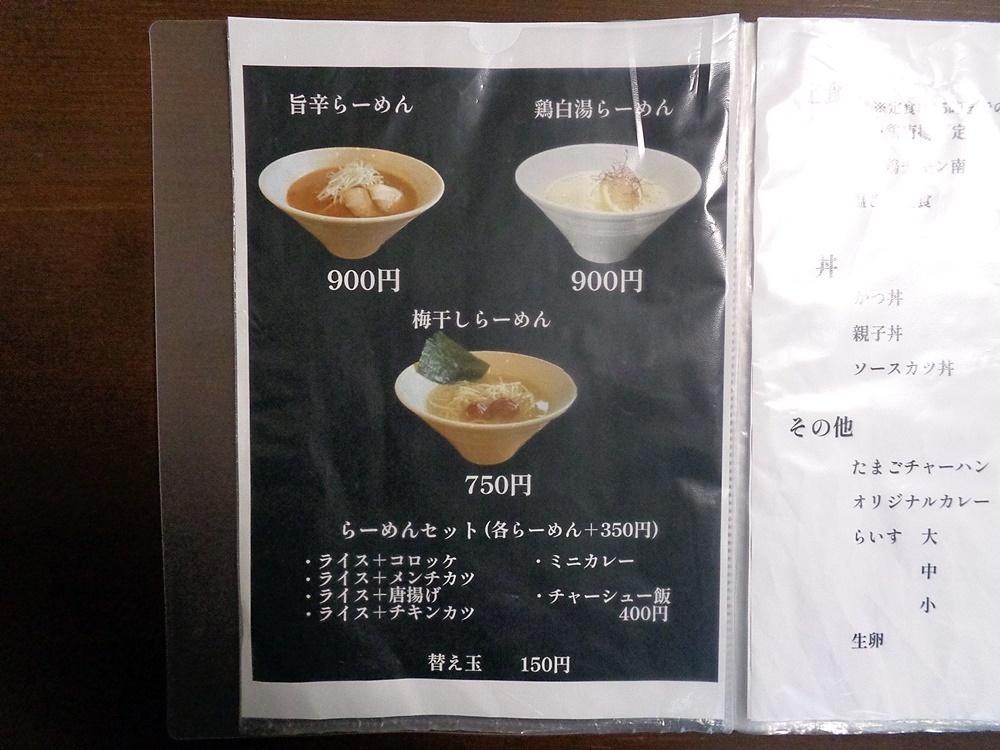 旨辛らーめん
鶏白湯らーめん
900円
900円
梅干しらーめん
750円
らーめんセット(各らーめん＋350円)
・ライス＋コロッケ
・ライス＋メンチカツ
・ライス＋唐揚げ
・ライス＋チキンカツ
・ミニカレー
・チャーシュー飯
400円
替え玉 150円
※定食
定
南
食
丼
かつ丼
親子丼
ソースカツ丼
その他
たまごチャーハン
オリジナルカレー
らいす 大
中
小
生卵